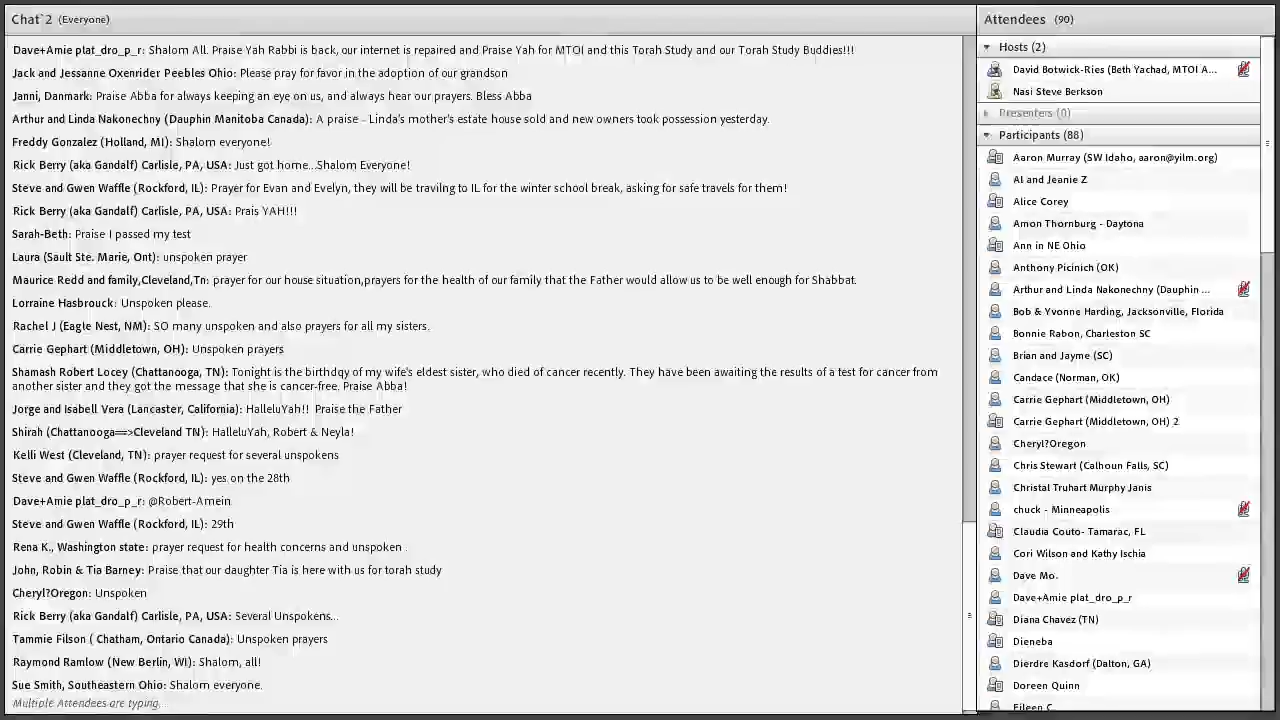 Chat`2 (Everyone)
Dave+Amie plat_dro_p_r: Shalom All. Praise Yah Rabbi is back, our internet is repaired and Praise Yah for MTOI and this Torah Study and our Torah Study Buddies!!!
Jack and Jessanne Oxenrider Peebles Ohio: Please pray for favor in the adoption of our grandson
Janni, Danmark: Praise Abba for always keeping an eye on us, and always hear our prayers. Bless Abba
Arthur and Linda Nakonechny (Dauphin Manitoba Canada): A praise - Linda's mother's estate house sold and new owners took possession yesterday.
Freddy Gonzalez (Holland, MI): Shalom everyone!
Rick Berry (aka Gandalf) Carlisle, PA, USA: Just got home...Shalom Everyone!
Steve and Gwen Waffle (Rockford, IL): Prayer for Evan and Evelyn, they will be travilng to IL for the winter school break, asking for safe travels for them!
Rick Berry (aka Gandalf) Carlisle, PA, USA: Prais YAH!!!
Sarah-Beth: Praise I passed my test
Laura (Sault Ste. Marie, Ont): unspoken prayer
Maurice Redd and family,Cleveland,Tn: prayer for our house situation,prayers for the health of our family that the Father would allow us to be well enough for Shabbat.
Lorraine Hasbrouck: Unspoken please.
Rachel J (Eagle Nest, NM): SO many unspoken and also prayers for all my sisters.
Carrie Gephart (Middletown, OH): Unspoken prayers
Shamash Robert Locey (Chattanooga, TN): Tonight is the birthdqy of my wife's eldest sister, who died of cancer recently. They have been awaiting the results of a test for cancer from
another sister and they got the message that she is cancer-free. Praise Abba!
Jorge and Isabell Vera (Lancaster, California): HalleluYah!! Praise the Father
Shirah (Chattanooga==>Cleveland TN): HalleluYah, Robert & Neyla!
Kelli West (Cleveland, TN): prayer request for several unspokens
Steve and Gwen Waffle (Rockford, IL): yes on the 28th
Dave+Amie plat_dro_p_r: @Robert-Amein
Steve and Gwen Waffle (Rockford, IL): 29th
Rena K., Washington state: prayer request for health concerns and unspoken .
John, Robin & Tia Barney: Praise that our daughter Tia is here with us for torah study
Cheryl?Oregon: Unspoken
Rick Berry (aka Gandalf) Carlisle, PA, USA: Several Unspokens...
Tammie Filson ( Chatham, Ontario Canada): Unspoken prayers
Raymond Ramlow (New Berlin, WI): Shalom, all!
Sue Smith, Southeastern Ohio: Shalom everyone.
Multiple Attendees are typing...
Attendees (90)
Hosts (2)
David Botwick-Ries (Beth Yachad, MTOI A...
Nasi Steve Berkson
Presenters (0)
Participants (88)
Aaron Murray (SW Idaho, aaron@yilm.org)
Al and Jeanie Z
Alice Corey
Amon Thornburg - Daytona
Ann in NE Ohio
Anthony Picinich (OK)
Arthur and Linda Nakonechny (Dauphin ...
Bob & Yvonne Harding, Jacksonville, Florida
Bonnie Rabon, Charleston SC
Brian and Jayme (SC)
Candace (Norman, OK)
Carrie Gephart (Middletown, OH)
Carrie Gephart (Middletown, OH) 2
Cheryl?Oregon
Chris Stewart (Calhoun Falls, SC)
Christal Truhart Murphy Janis
chuck - Minneapolis
Claudia Couto- Tamarac, FL
Cori Wilson and Kathy Ischia
Dave Mo.
Dave+Amie plat_dro_p_r
Diana Chavez (TN)
Dieneba
Dierdre Kasdorf (Dalton, GA)
Doreen Quinn
Eileen C.